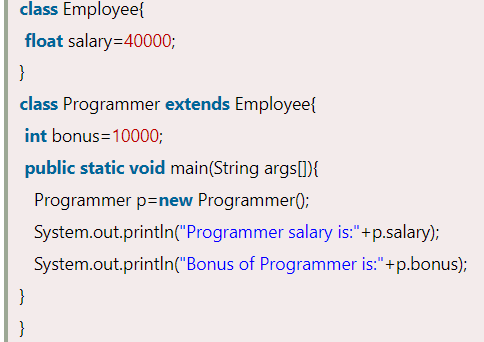 class Employee{
float salary=40000;
}
class Programmer extends Employee{
int bonus=10000;
public static void main(String args[]){
Programmer p=new Programmer();
System.out.println("Programmer salary is:"+p.salary);
System.out.println("Bonus of Programmer is:"+p.bonus);
}
}